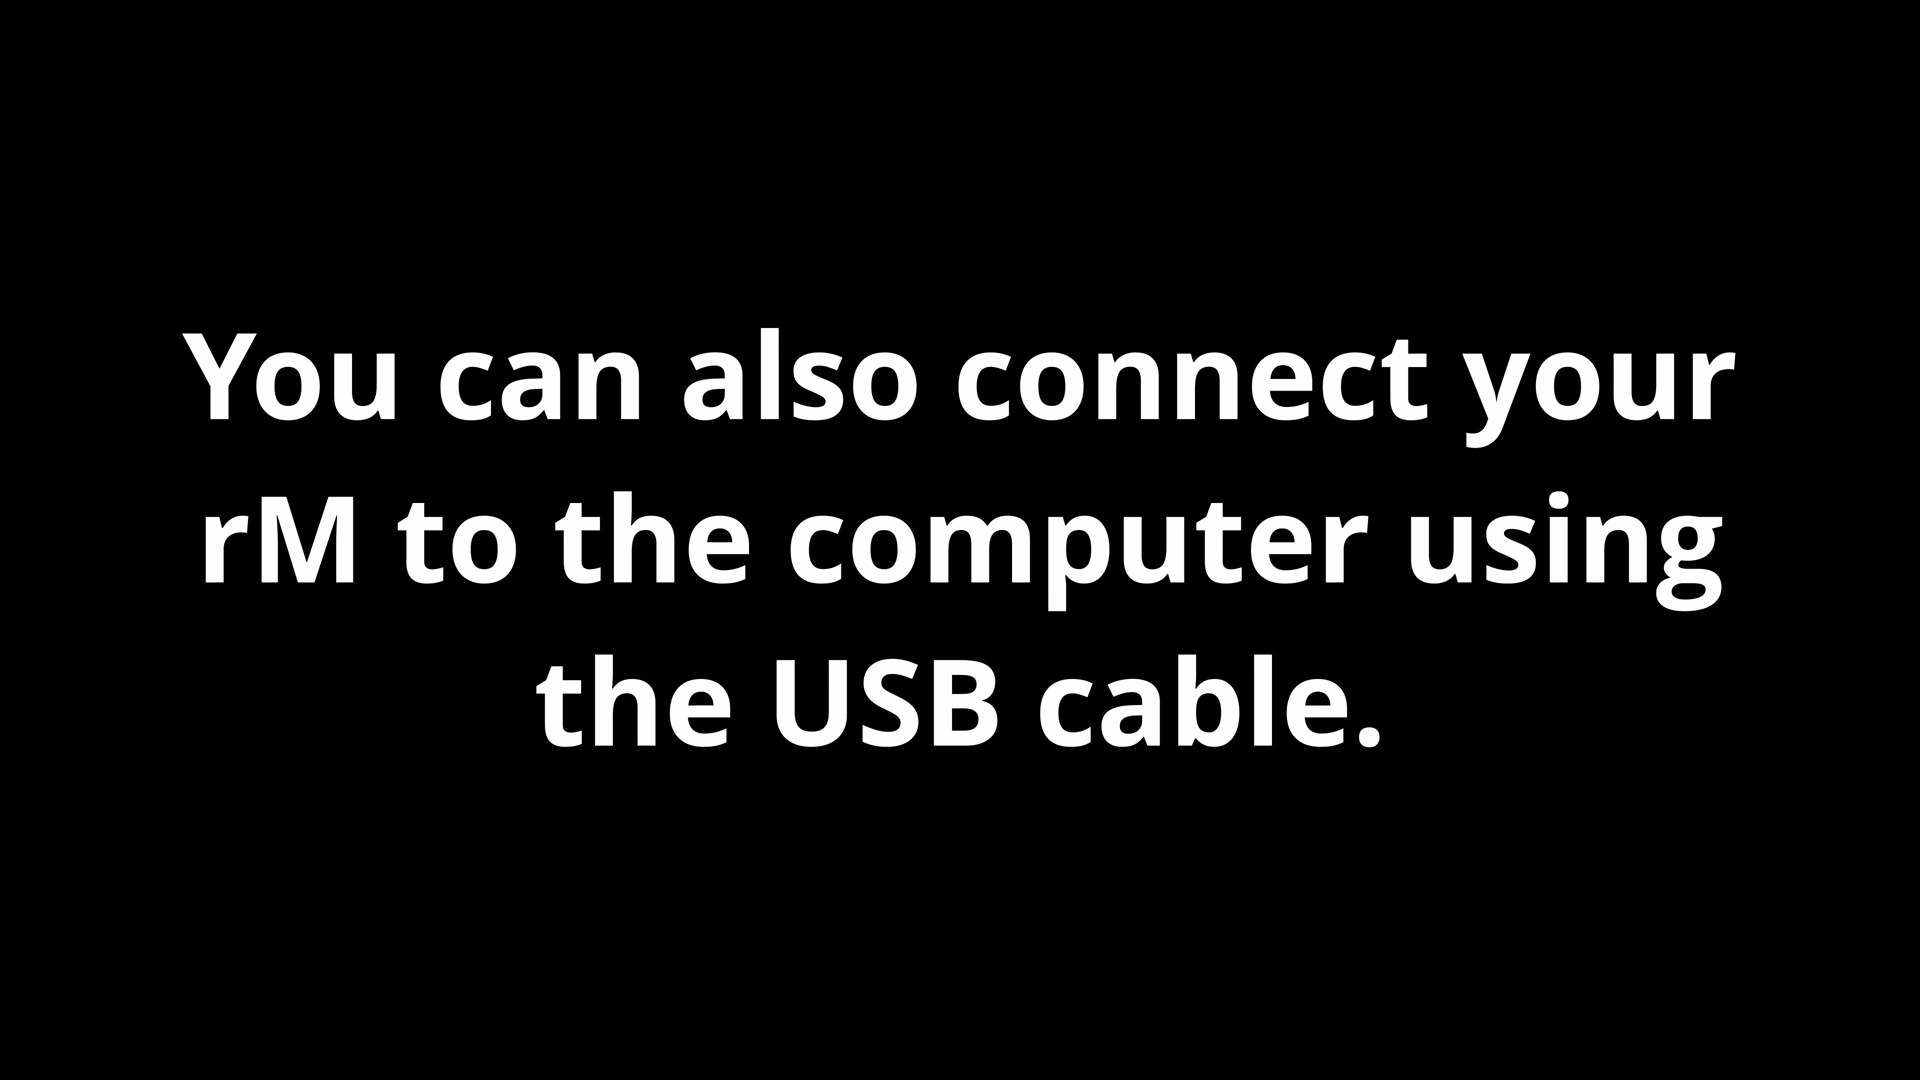 You can also connect your
rM to the computer using
the USB cable.